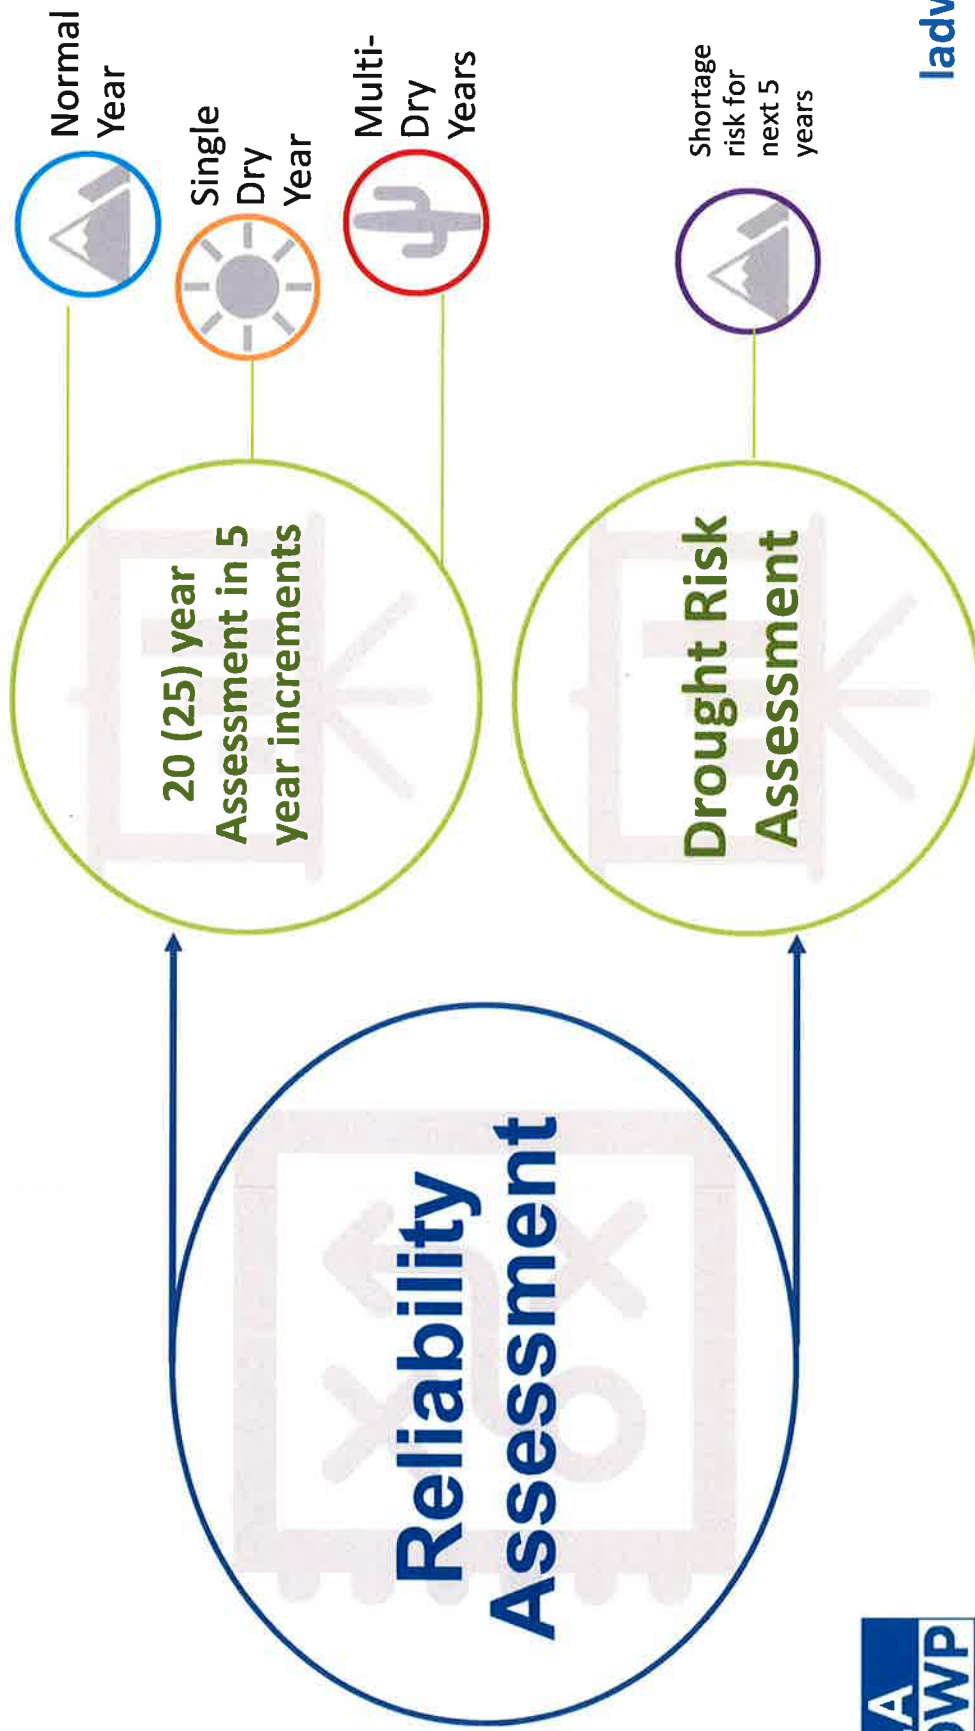 Reliability
Assessment
20 (25) year
Assessment in 5
year increments
Normal
Year
Single
Dry
Year
Multi-
Dry
Years
Drought Risk
Assessment
Shortage
risk for
next 5
years